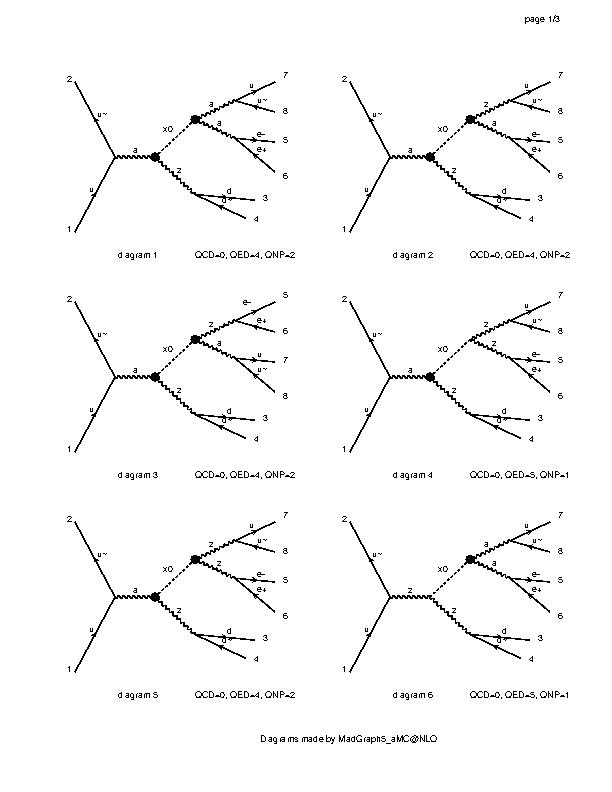 page 1/3
2 u~ u 1 a x0 a a z u u~ e- e+ d d~ 7 8 5 6 3 4
2 u~ u 1 a x0 z a z u u~ e- e+ d d~ 7 8 5 6 3 4
diagram 1 QCD=0, QED=4, QNP=2
diagram 2 QCD=0, QED=4, QNP=2
2 u~ u 1 a x0 z a z e- e+ u u~ d d~ 5 6 7 8 3 4
2 u~ u 1 a x0 z z z u u~ e- e+ d d~ 7 8 5 6 3 4
diagram 3 QCD=0, QED=4, QNP=2
diagram 4 QCD=0, QED=5, QNP=1
2 u~ u 1 a x0 z z z u u~ e- e+ d d~ 7 8 5 6 3 4
2 u~ u 1 z x0 a a z u u~ e- e+ d d~ 7 8 5 6 3 4
diagram 5 QCD=0, QED=4, QNP=2
diagram 6 QCD=0, QED=5, QNP=1
Diagrams made by MadGraph5_aMC@NLO